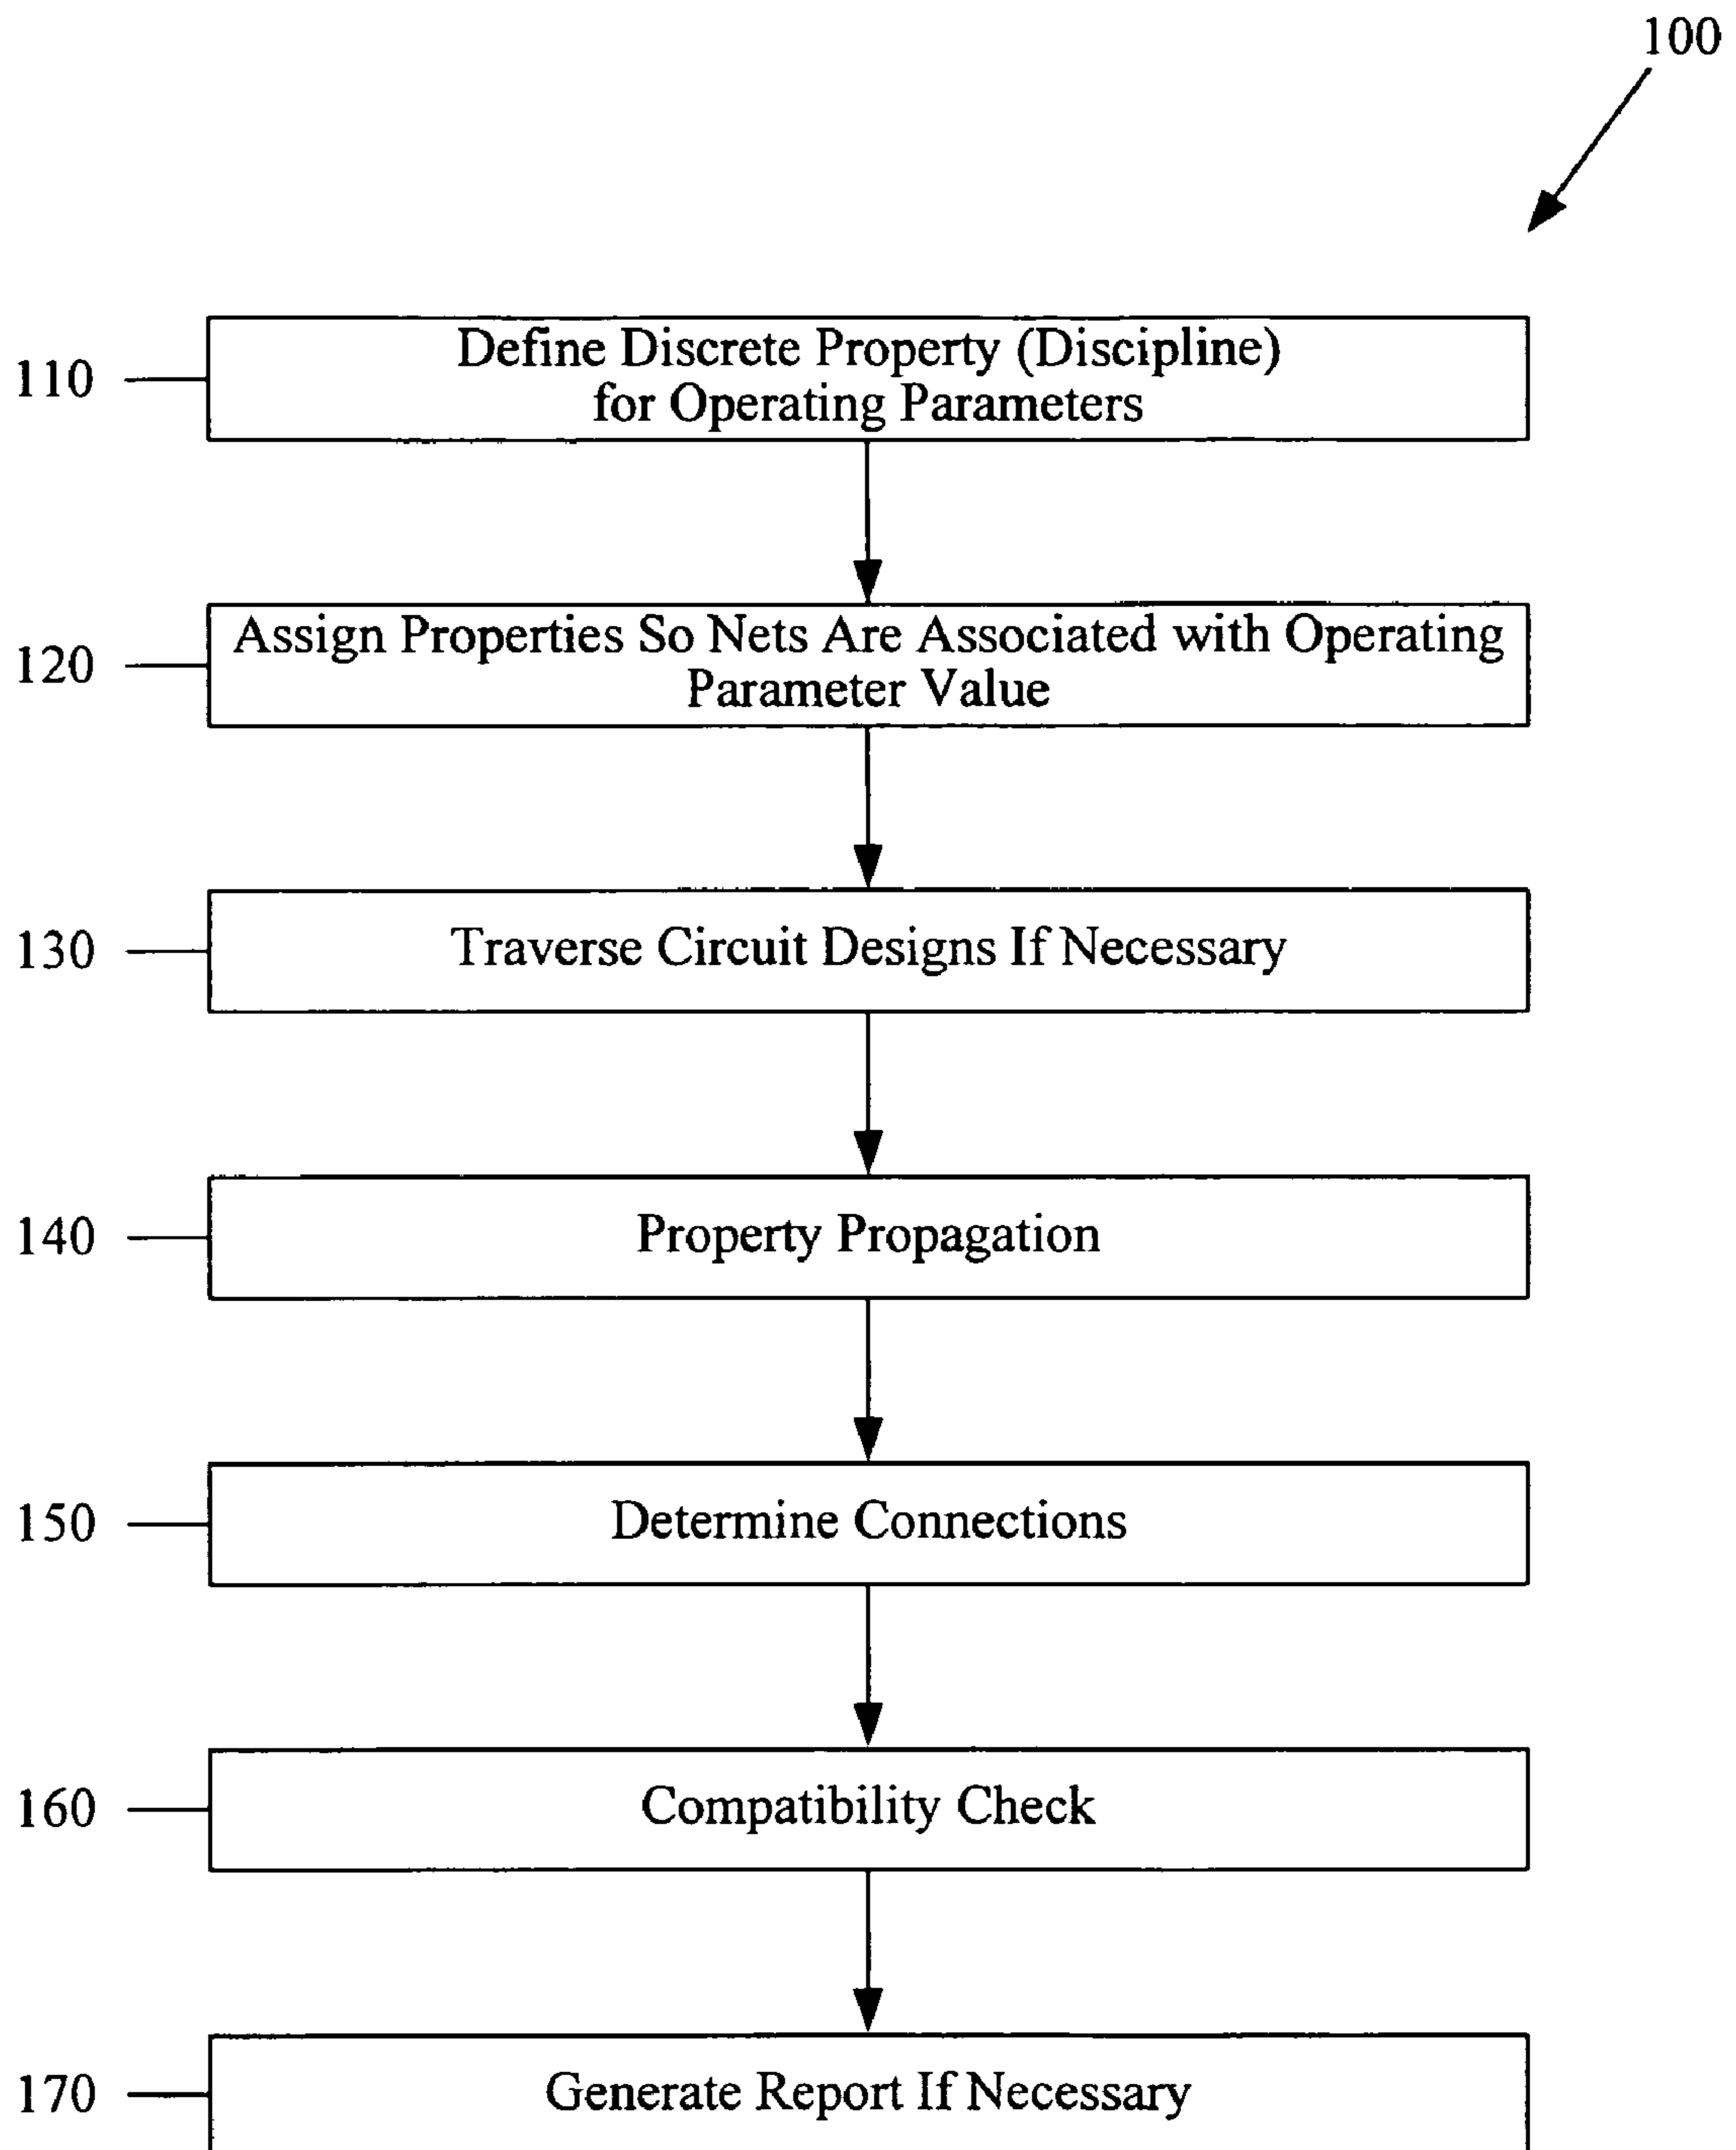 100
110
Define Discrete Property (Discipline)
for Operating Parameters
120
Assign Properties So Nets Are Associated with Operating
Parameter Value
130
Traverse Circuit Designs If Necessary
140
Property Propagation
150
Determine Connections
160
Compatibility Check
170
Generate Report If Necessary